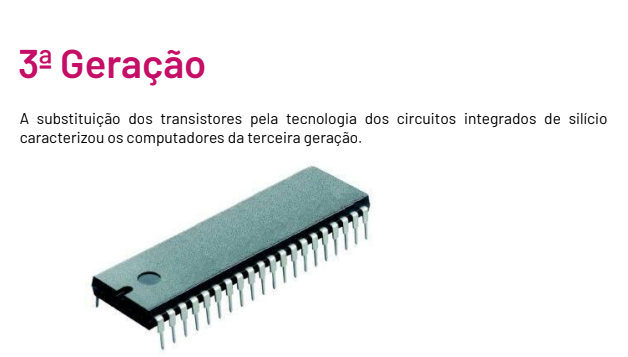 3ª Geração
A substituição dos transistores pela tecnologia dos circuitos integrados de silício
caracterizou os computadores da terceira geração.